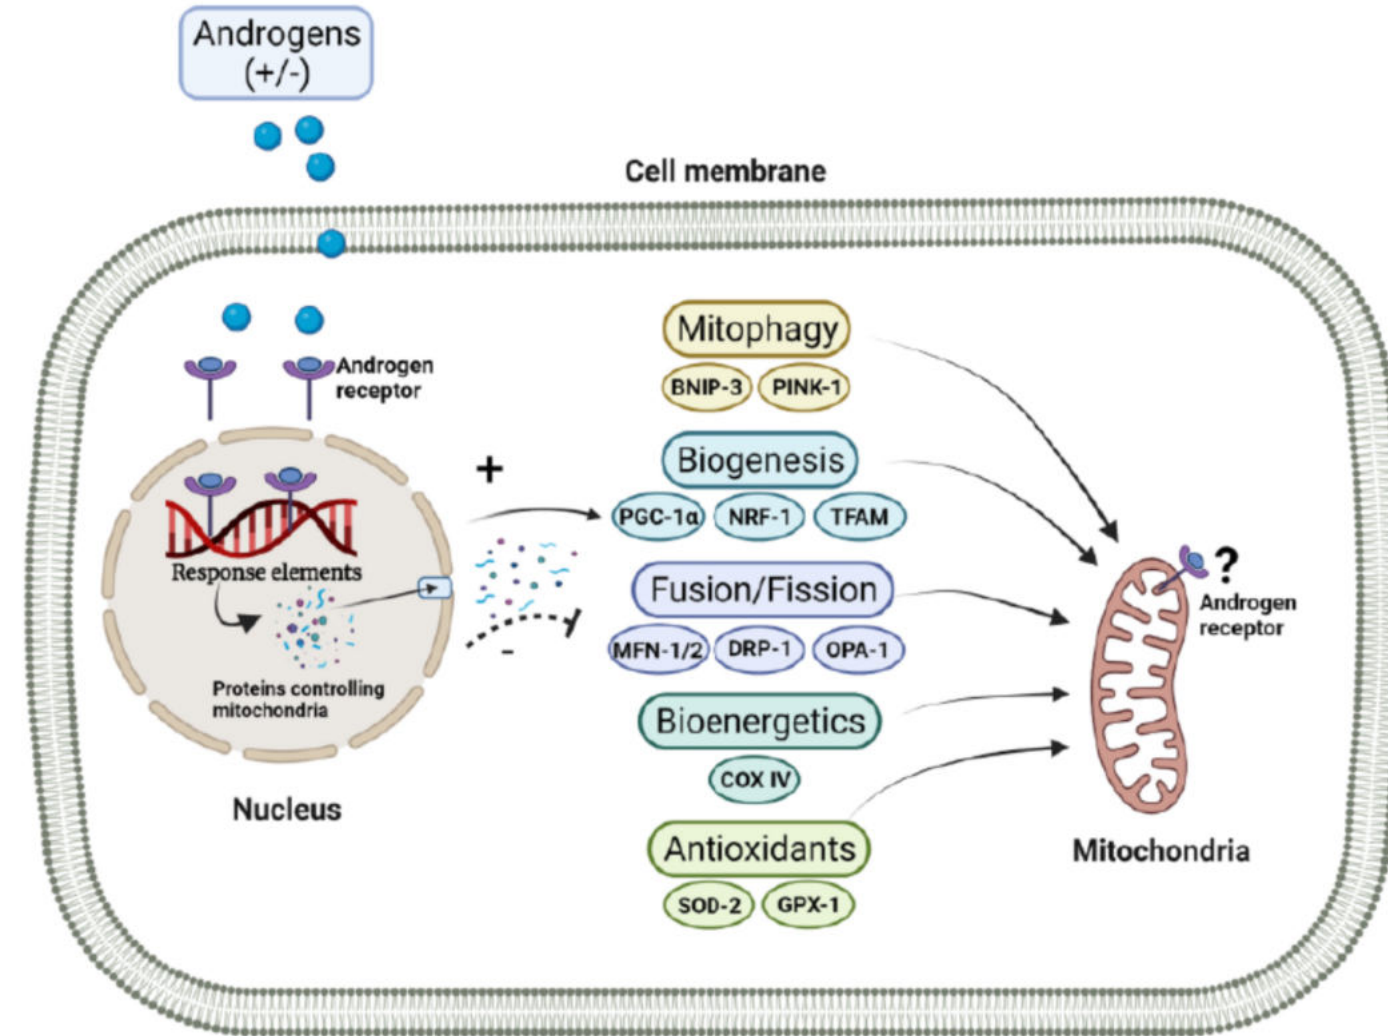 Androgens
(+/-)
Cell membrane
Androgen
receptor
Response elements
Proteins controlling
mitochondria
Nucleus
+
-
Mitophagy
BNIP-3 PINK-1
Biogenesis
PGC-1α NRF-1 TFAM
Fusion/Fission
MFN-1/2 DRP-1 OPA-1
Bioenergetics
COX IV
Antioxidants
SOD-2 GPX-1
?
Androgen
receptor
Mitochondria